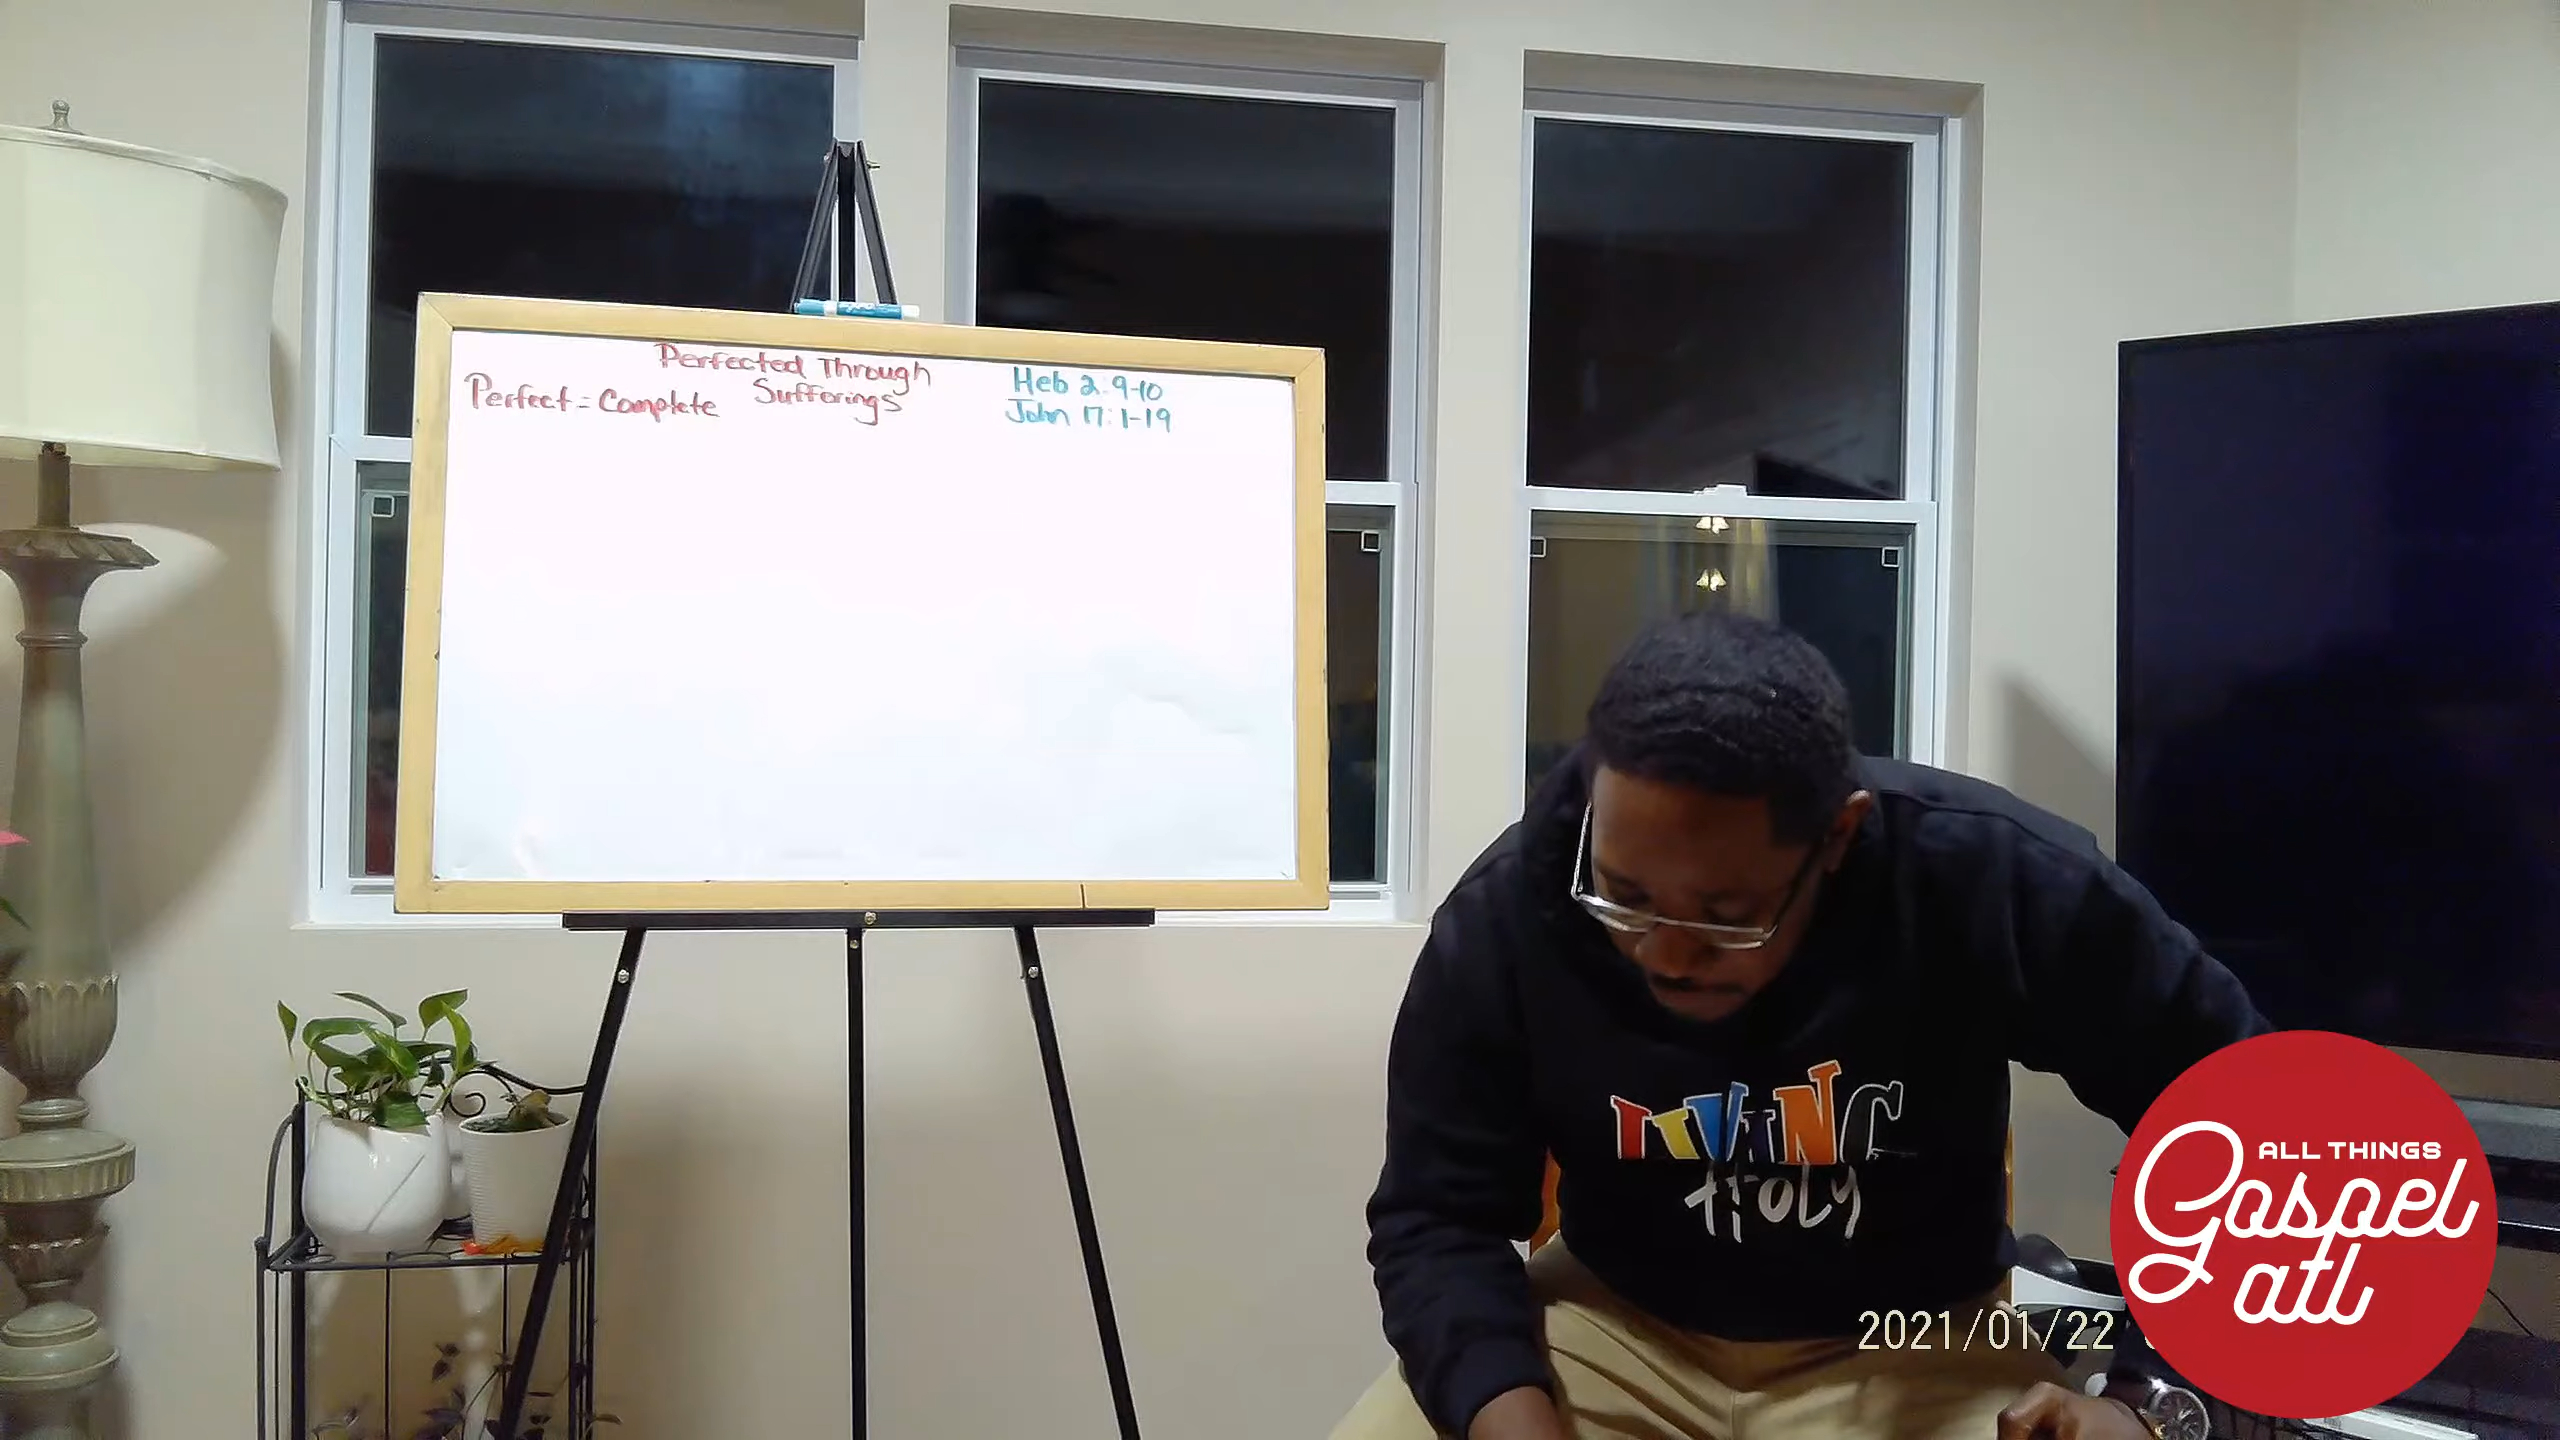 Perfected Through
Sufferings
Perfect = Complete
Heb 2:9-10
John 17:1-19
LIVING
HOLY
2021/01/22
ALL THINGS
Gospel
atl